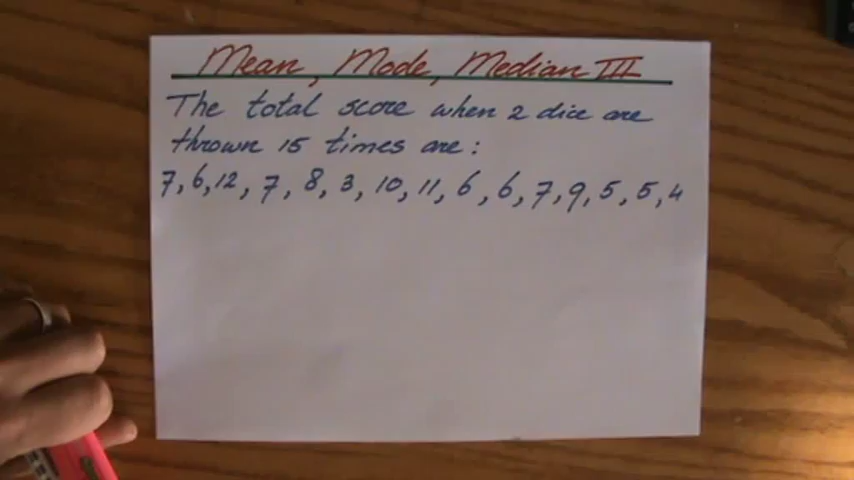 Mean, Mode, Median III
The total score when 2 dice are
thrown 15 times are:
7, 6, 12, 7, 8, 3, 10, 11, 6, 6, 7, 9, 5, 5, 4